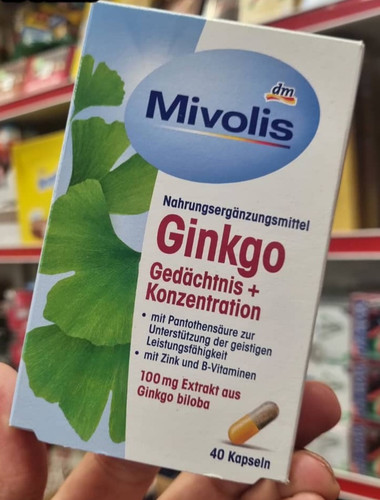 dm
Mivolis
Nahrungsergänzungsmittel
Ginkgo
Gedächtnis +
Konzentration
• mit Pantothensäure zur
Unterstützung der geistigen
Leistungsfähigkeit
• mit Zink und B-Vitaminen
100 mg Extrakt aus
Ginkgo biloba
40 Kapseln